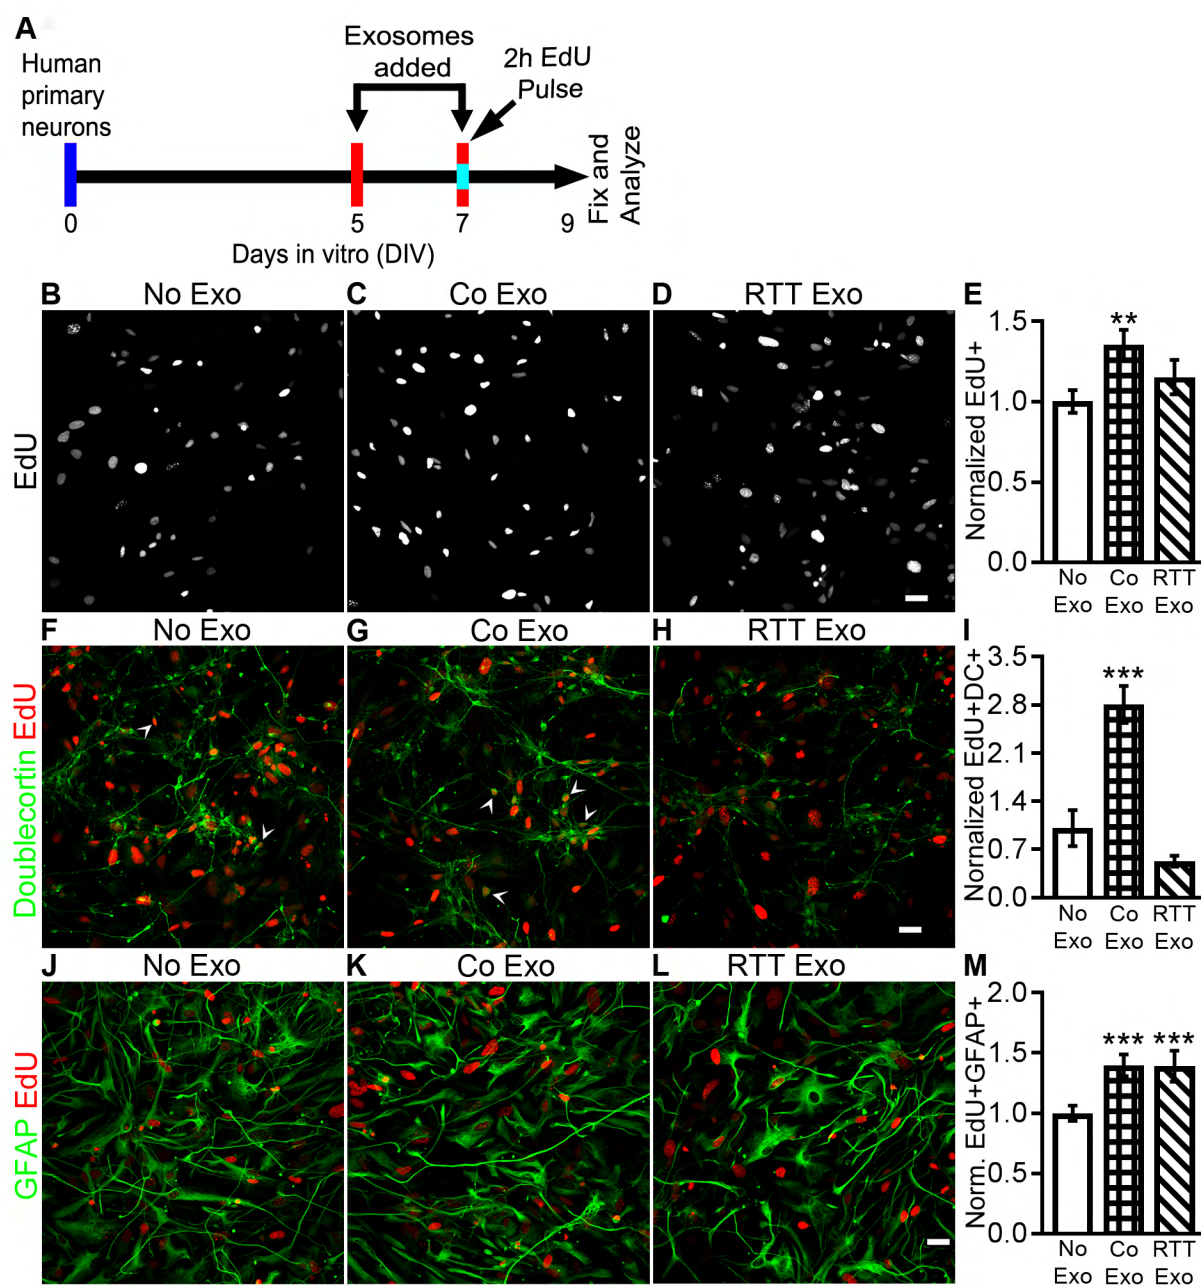 A
Human
primary
neurons
Exosomes
added
2h EdU
Pulse
Fix and
Analyze
0
5
7
9
Days in vitro (DIV)
B
No Exo
C
Co Exo
D
RTT Exo
E
EdU
Nornalized EdU+
1.5
1.0
0.5
0.0
**
No
Exo
Co
Exo
RTT
Exo
F
No Exo
G
Co Exo
H
RTT Exo
I
Doublecortin EdU
Nornalized EdU+DC+
3.5
2.8
2.1
1.4
0.7
0.0
***
No
Exo
Co
Exo
RTT
Exo
J
No Exo
K
Co Exo
L
RTT Exo
M
GFAP EdU
Norm. EdU+GFAP+
2.0
1.5
1.0
0.5
0.0
***
***
No
Exo
Co
Exo
RTT
Exo